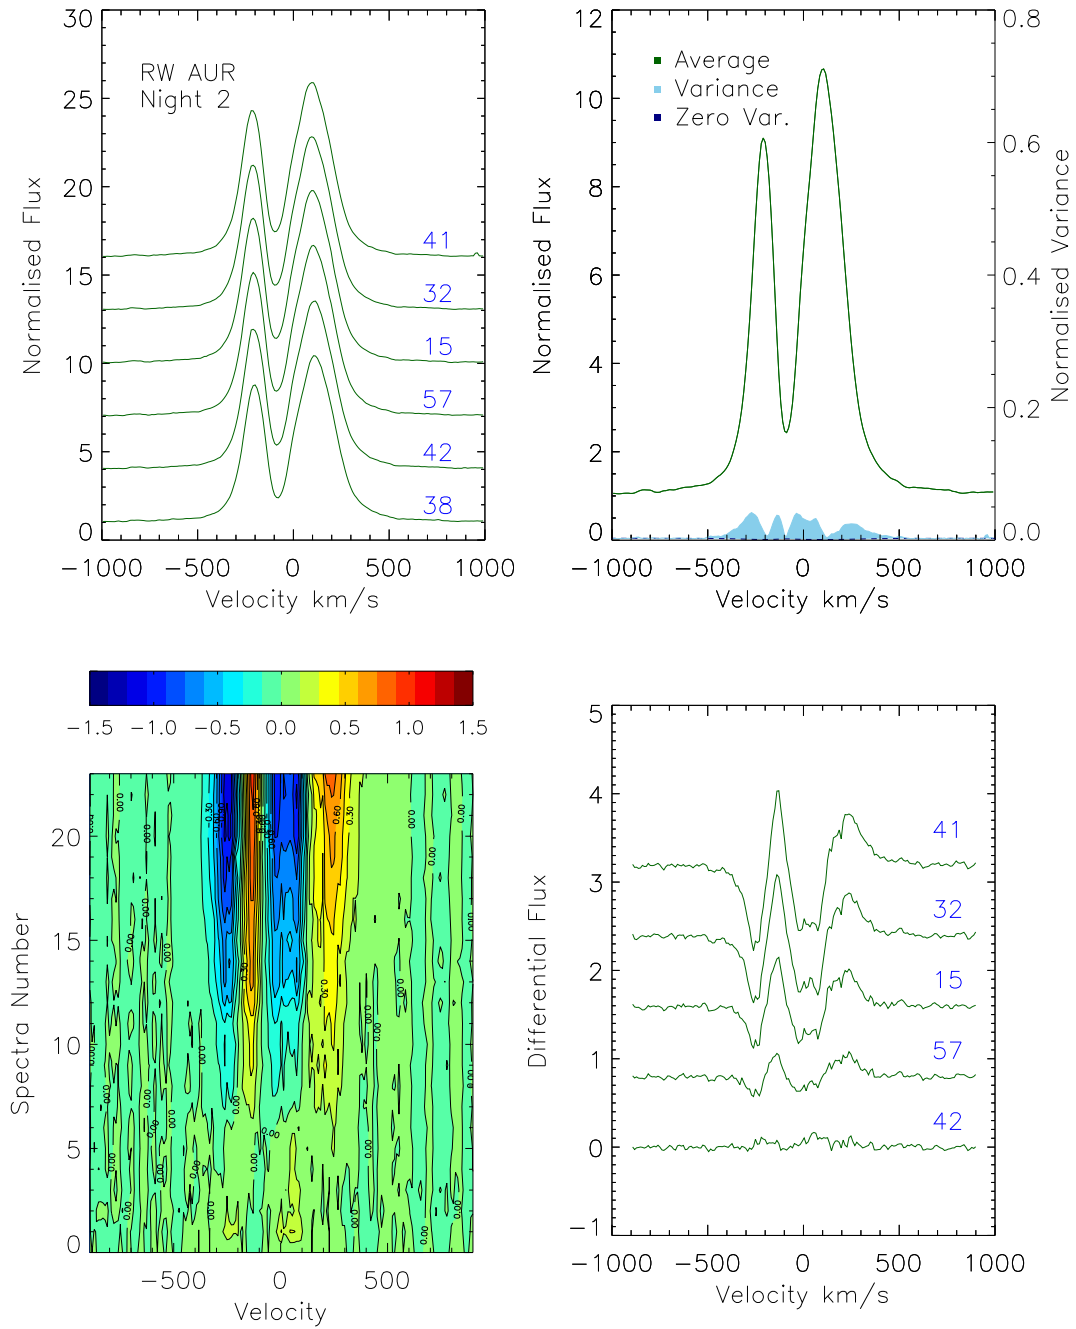 30
25
20
15
10
5
0
Normalised Flux
RW AUR
Night 2
41
32
15
57
42
38
−1000 −500 0 500 1000
Velocity km/s
12
10
8
6
4
2
0
Normalised Flux
Average
Variance
Zero Var.
0.8
0.6
0.4
0.2
0.0
Normalised Variance
−1000 −500 0 500 1000
Velocity km/s
−1.5 −1.0 −0.5 0.0 0.5 1.0 1.5
20
15
10
5
0
Spectra Number
−500 0 500
Velocity
5
4
3
2
1
0
−1
Differential Flux
41
32
15
57
42
−1000 −500 0 500 1000
Velocity km/s